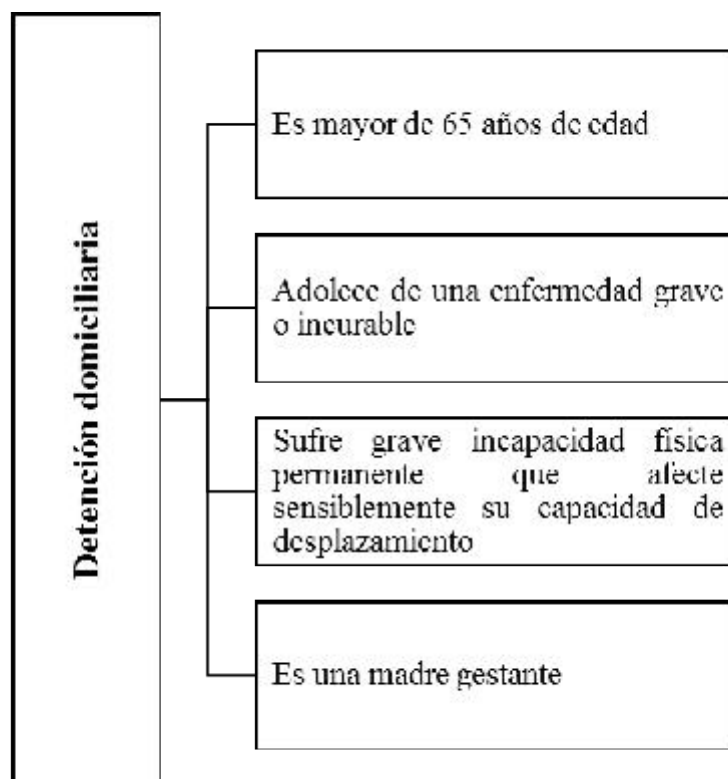 Detención domiciliaria
Es mayor de 65 años de edad
Adolece de una enfermedad grave
o incurable
Sufre grave incapacidad física
permanente que afecte
sensiblemente su capacidad de
desplazamiento
Es una madre gestante